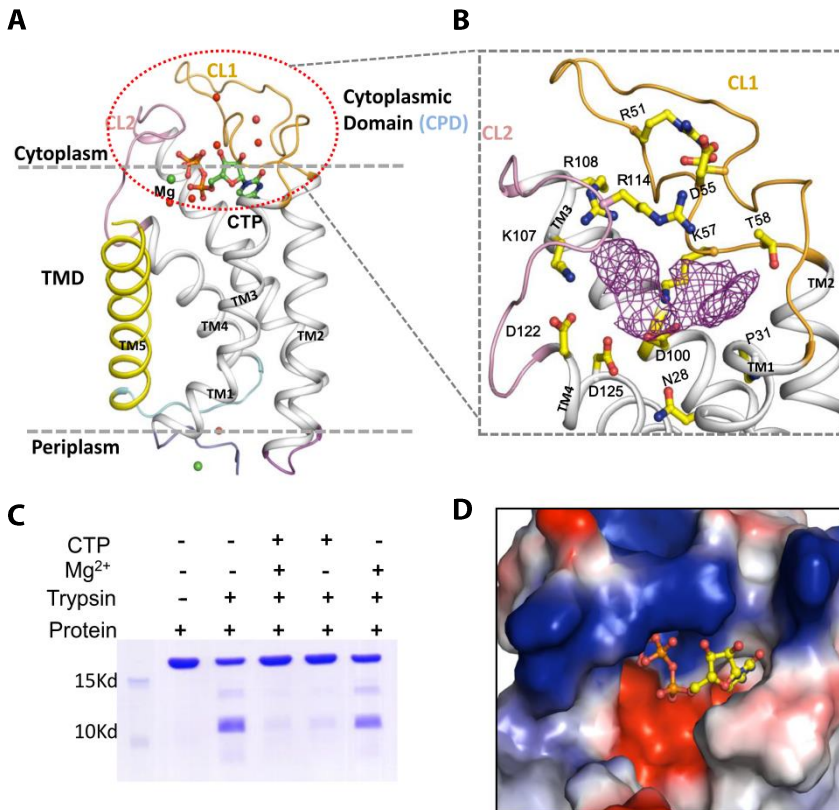 A
CL1
CL2
Cytoplasmic
Domain (CPD)
Cytoplasm
Mg
CTP
TMD
TM3
TM4
TM2
TM5
TM1
Periplasm
B
CL1
R51
CL2
R108
R114
D55
TM3
K57
T58
K107
TM2
D122
D100
P31
TM1
D125
N28
TM4
C
CTP - - + + -
Mg2+ - - + - +
Trypsin - + + + +
Protein + + + + +
15Kd
10Kd
D